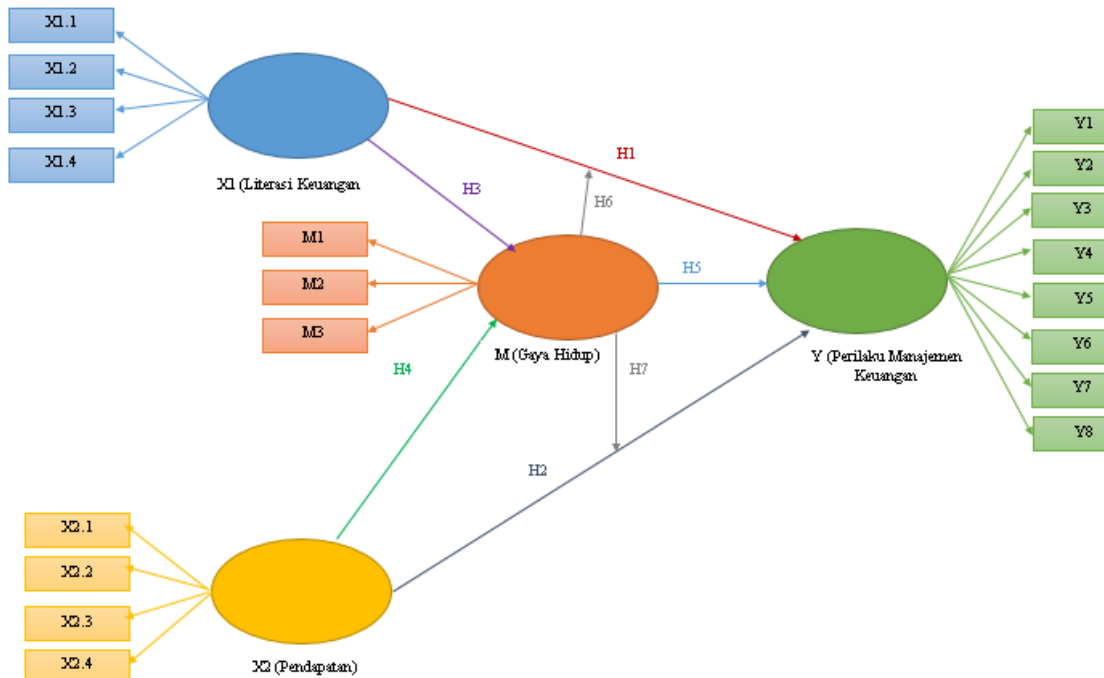 X1.1
X1.2
X1.3
X1.4
X1 (Literasi Keuangan
H1
H3
H6
M1
M2
M3
M (Gaya Hidup)
H5
H4
H7
H2
Y1
Y2
Y3
Y4
Y5
Y6
Y7
Y8
Y (Perilaku Manajemen
Keuangan
X2.1
X2.2
X2.3
X2.4
X2 (Pendapatan)